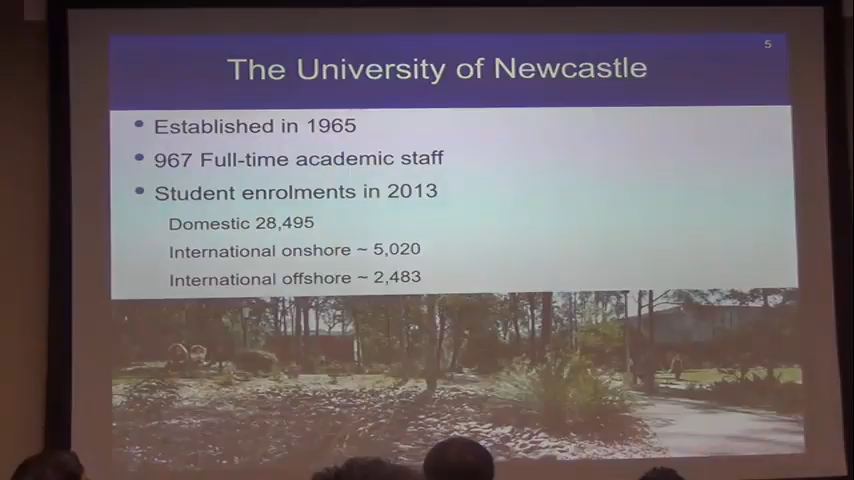 5
The University of Newcastle
• Established in 1965
• 967 Full-time academic staff
• Student enrolments in 2013
Domestic 28,495
International onshore ~ 5,020
International offshore ~ 2,483